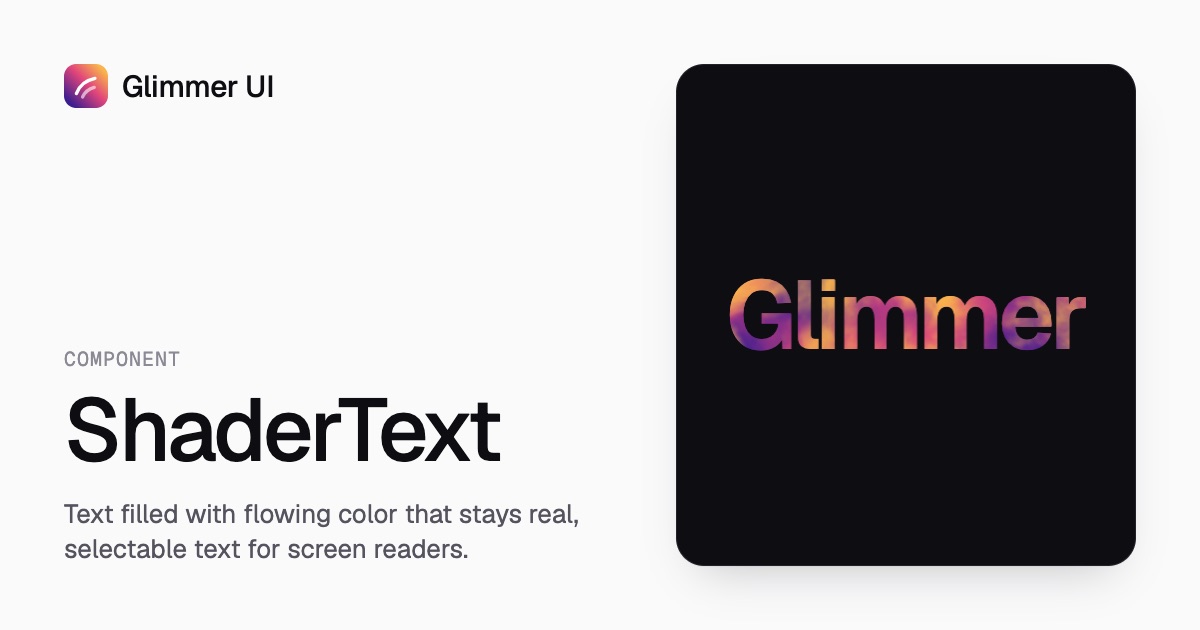 Glimmer UI
COMPONENT
ShaderText
Text filled with flowing color that stays real,
selectable text for screen readers.
Glimmer